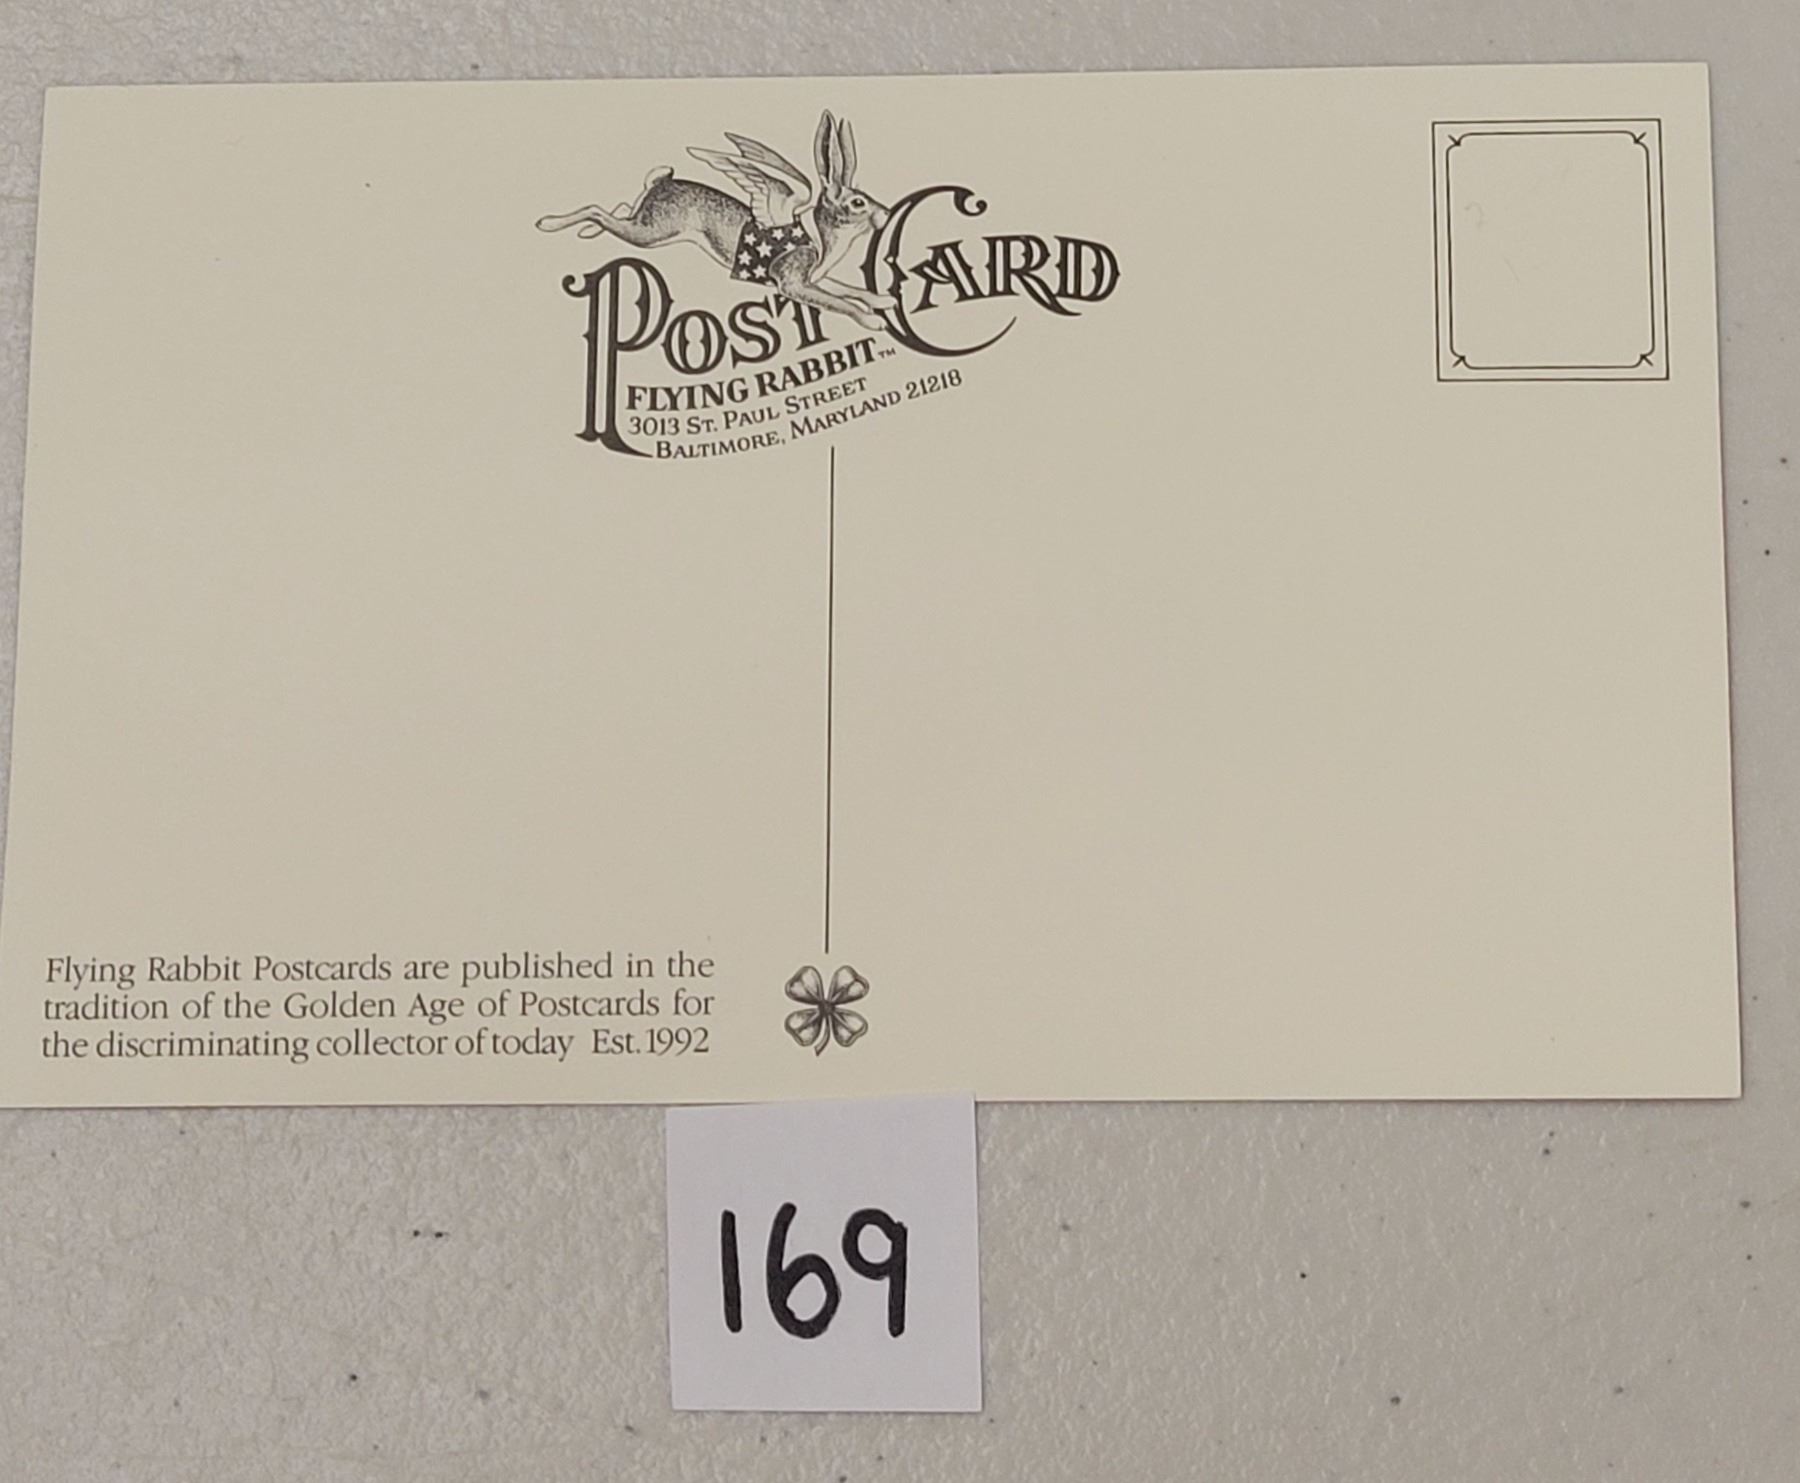 POST CARD
FLYING RABBIT™
3013 ST. PAUL STREET
BALTIMORE, MARYLAND 21218
Flying Rabbit Postcards are published in the
tradition of the Golden Age of Postcards for
the discriminating collector of today Est. 1992
169